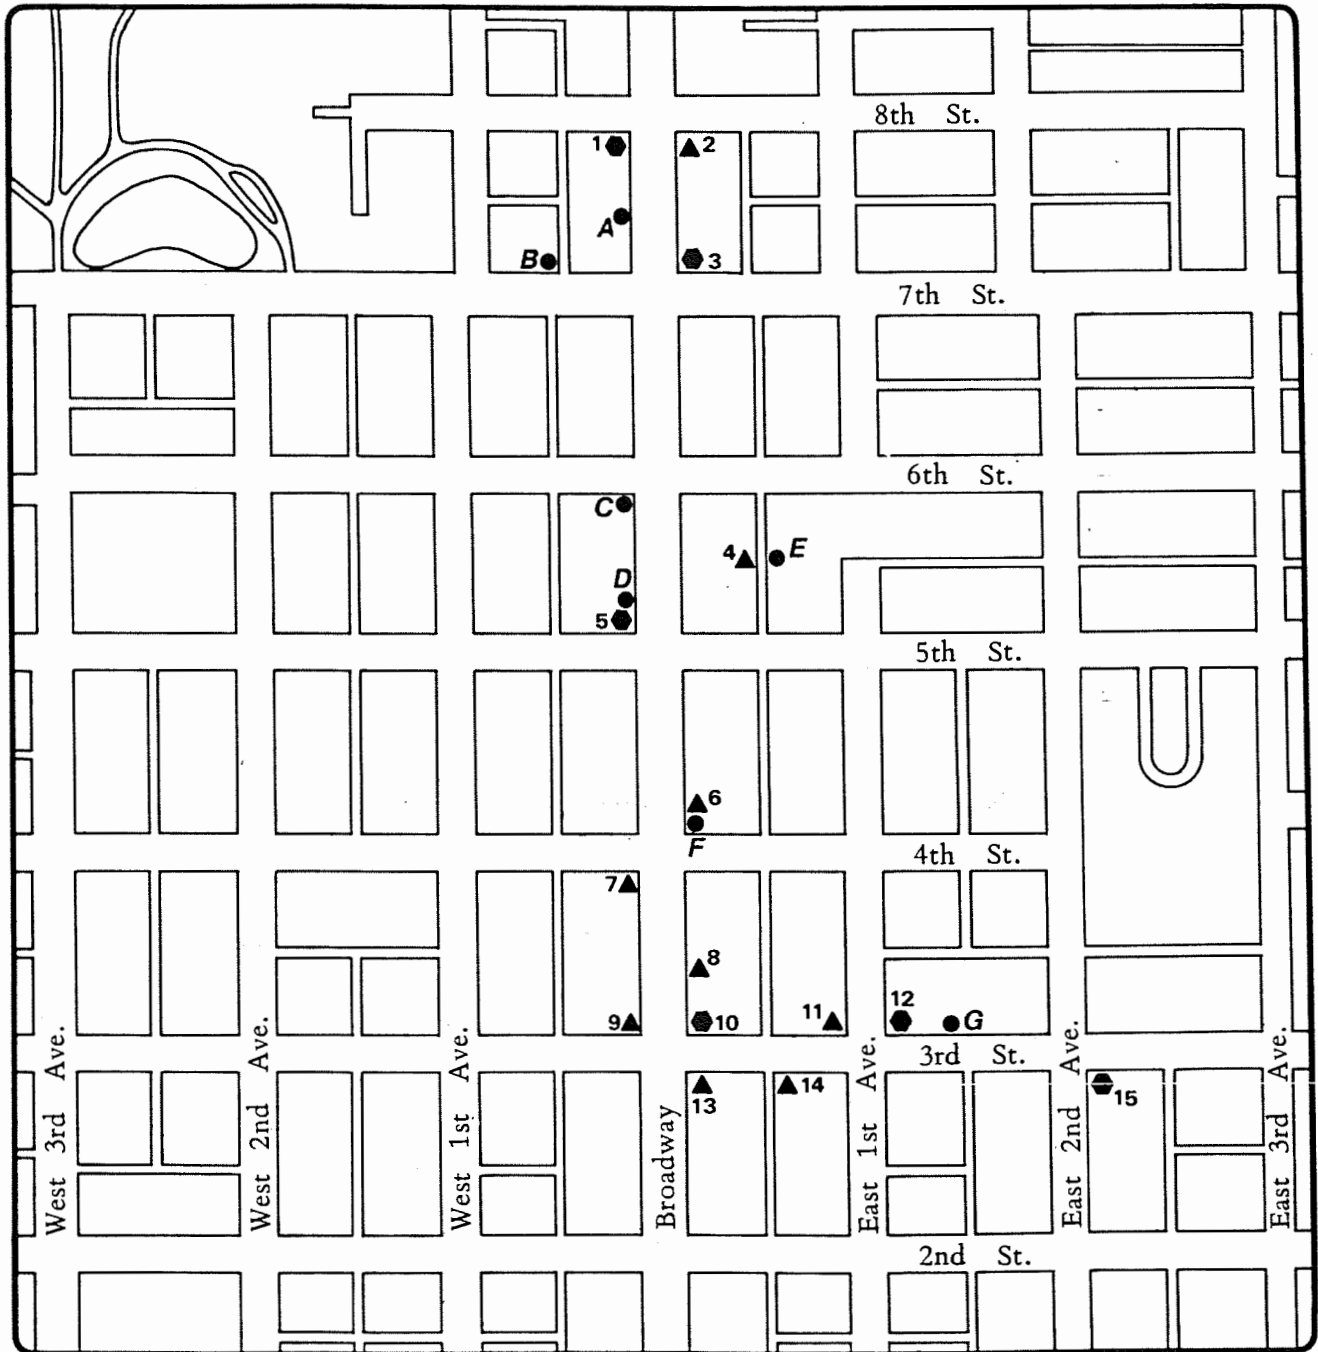 8th St.
1
2
A
B
3
7th St.
6th St.
C
4
E
D
5
5th St.
6
F
4th St.
7
8
9
10
11
12
G
3rd St.
13
14
15
West 3rd Ave.
West 2nd Ave.
West 1st Ave.
Broadway
East 1st Ave.
East 2nd Ave.
East 3rd Ave.
2nd St.